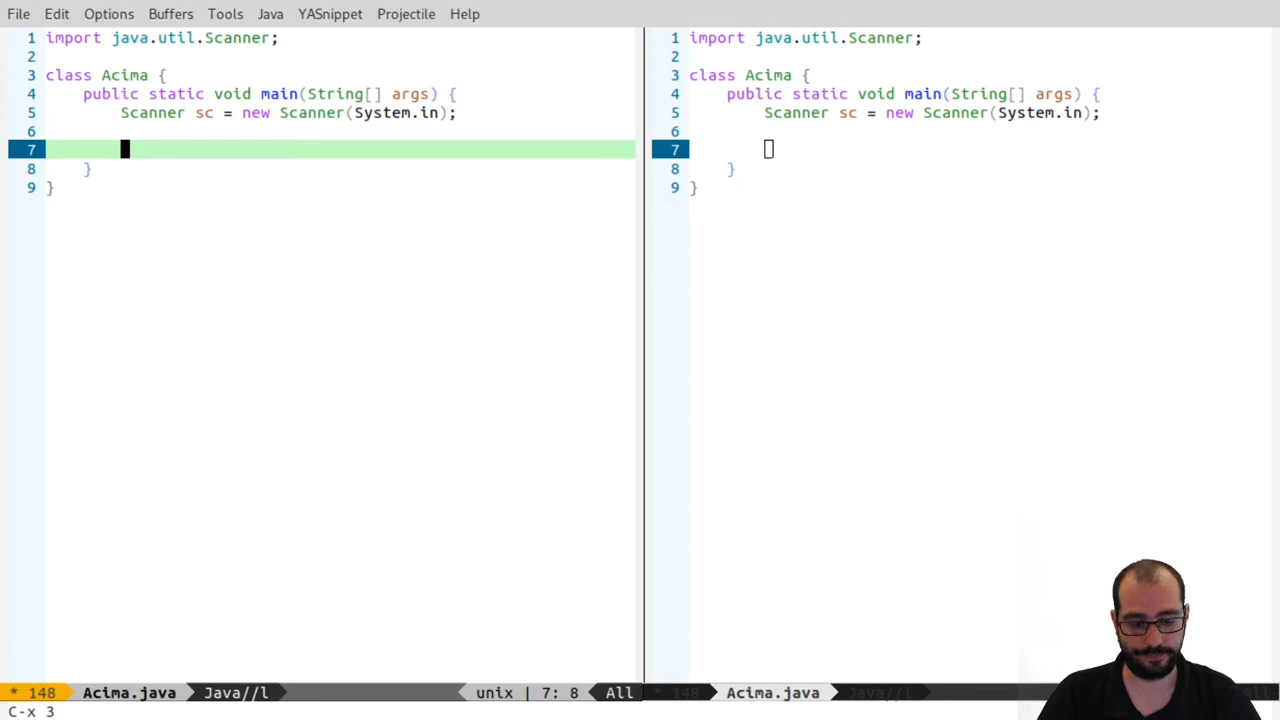 File Edit Options Buffers Tools Java YASnippet Projectile Help
1 import java.util.Scanner;
2
3 class Acima {
4     public static void main(String[] args) {
5         Scanner sc = new Scanner(System.in);
6
7
8     }
9 }
* 148 Acima.java Java//l unix | 7: 8 All
1 import java.util.Scanner;
2
3 class Acima {
4     public static void main(String[] args) {
5         Scanner sc = new Scanner(System.in);
6
7
8     }
9 }
* 148 Acima.java Java//l All
C-x 3